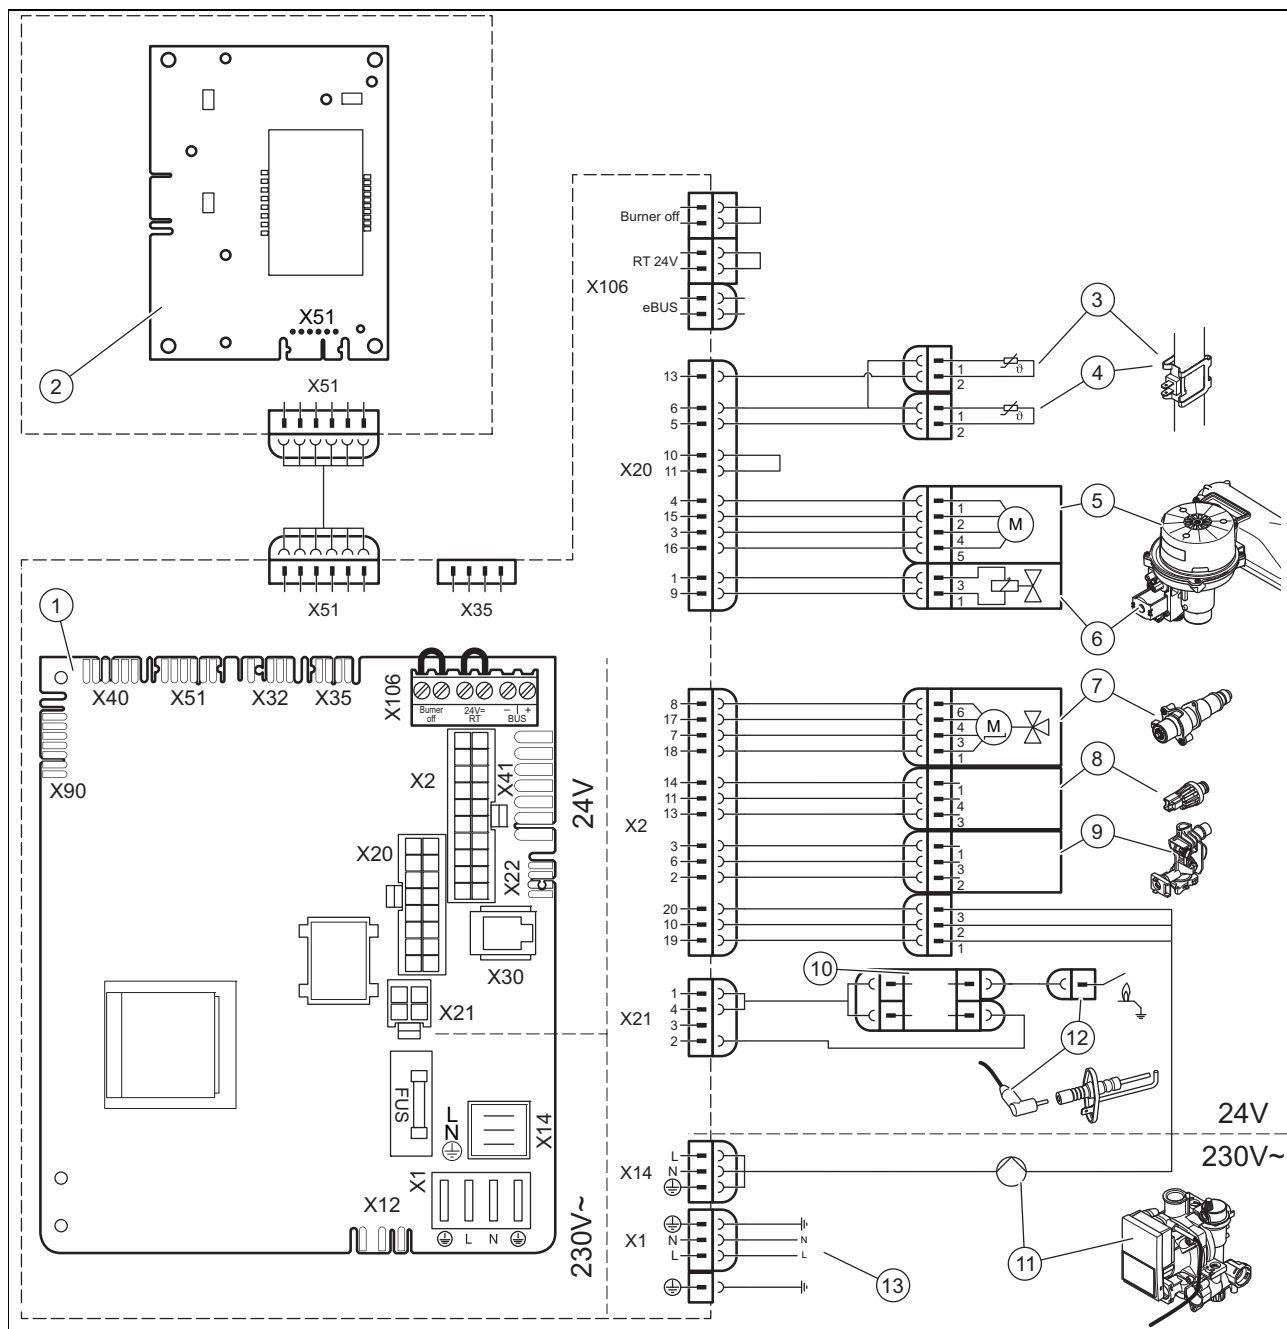 X51
2
X51
X51
X35
1
X40
X51
X32
X35
X106
Burner off
24V= RT
BUS
– | +
X90
X2
X41
X20
X22
X30
X21
FUS
L
N
X14
X1
X12
L N
24V
230V~
Burner off
RT 24V
eBUS
X106
13
6
5
10
11
4
15
3
16
1
9
X20
1
2
ϑ
3
1
2
ϑ
4
1
2
4
5
M
5
3
1
6
8
17
7
18
14
11
13
3
6
2
20
10
19
X2
6
4
3
1
M
7
1
4
3
8
1
3
2
9
3
2
1
1
4
3
2
X21
10
12
24V
230V~
L
N
X14
11
N
L
X1
N
L
13